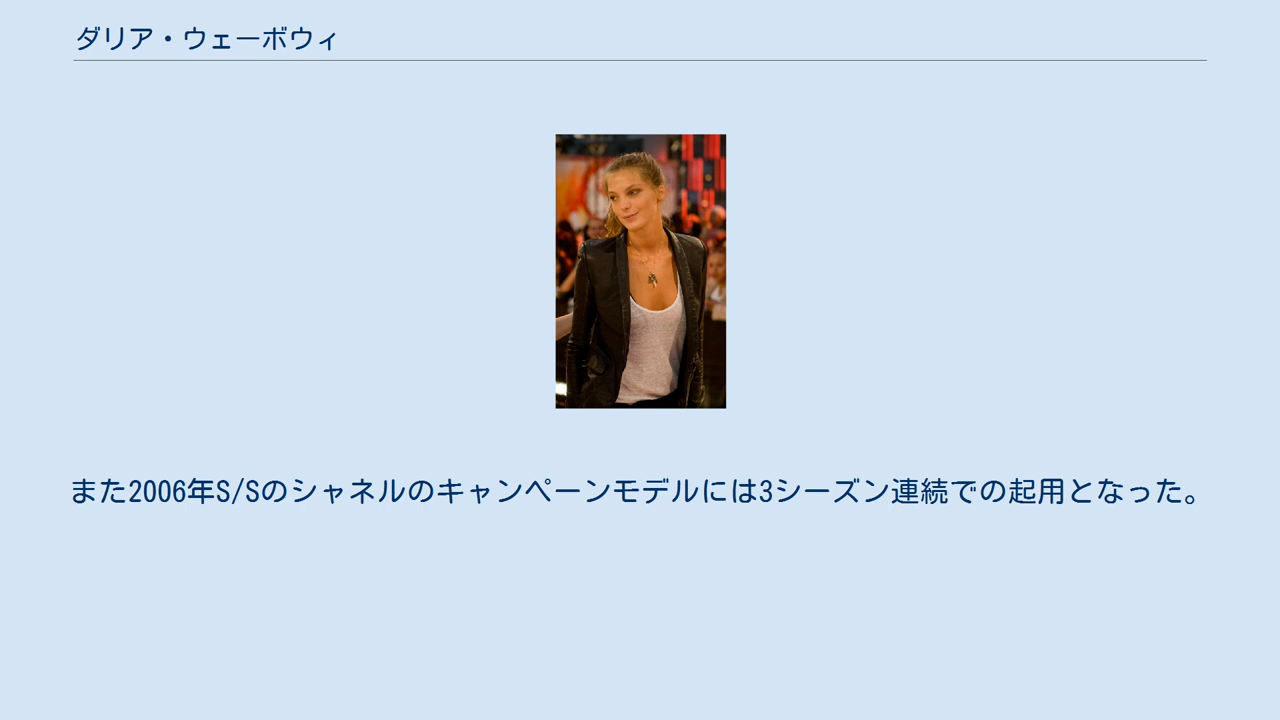 ダリア・ウェーボウィ
また2006年S/Sのシャネルのキャンペーンモデルには3シーズン連続での起用となった。